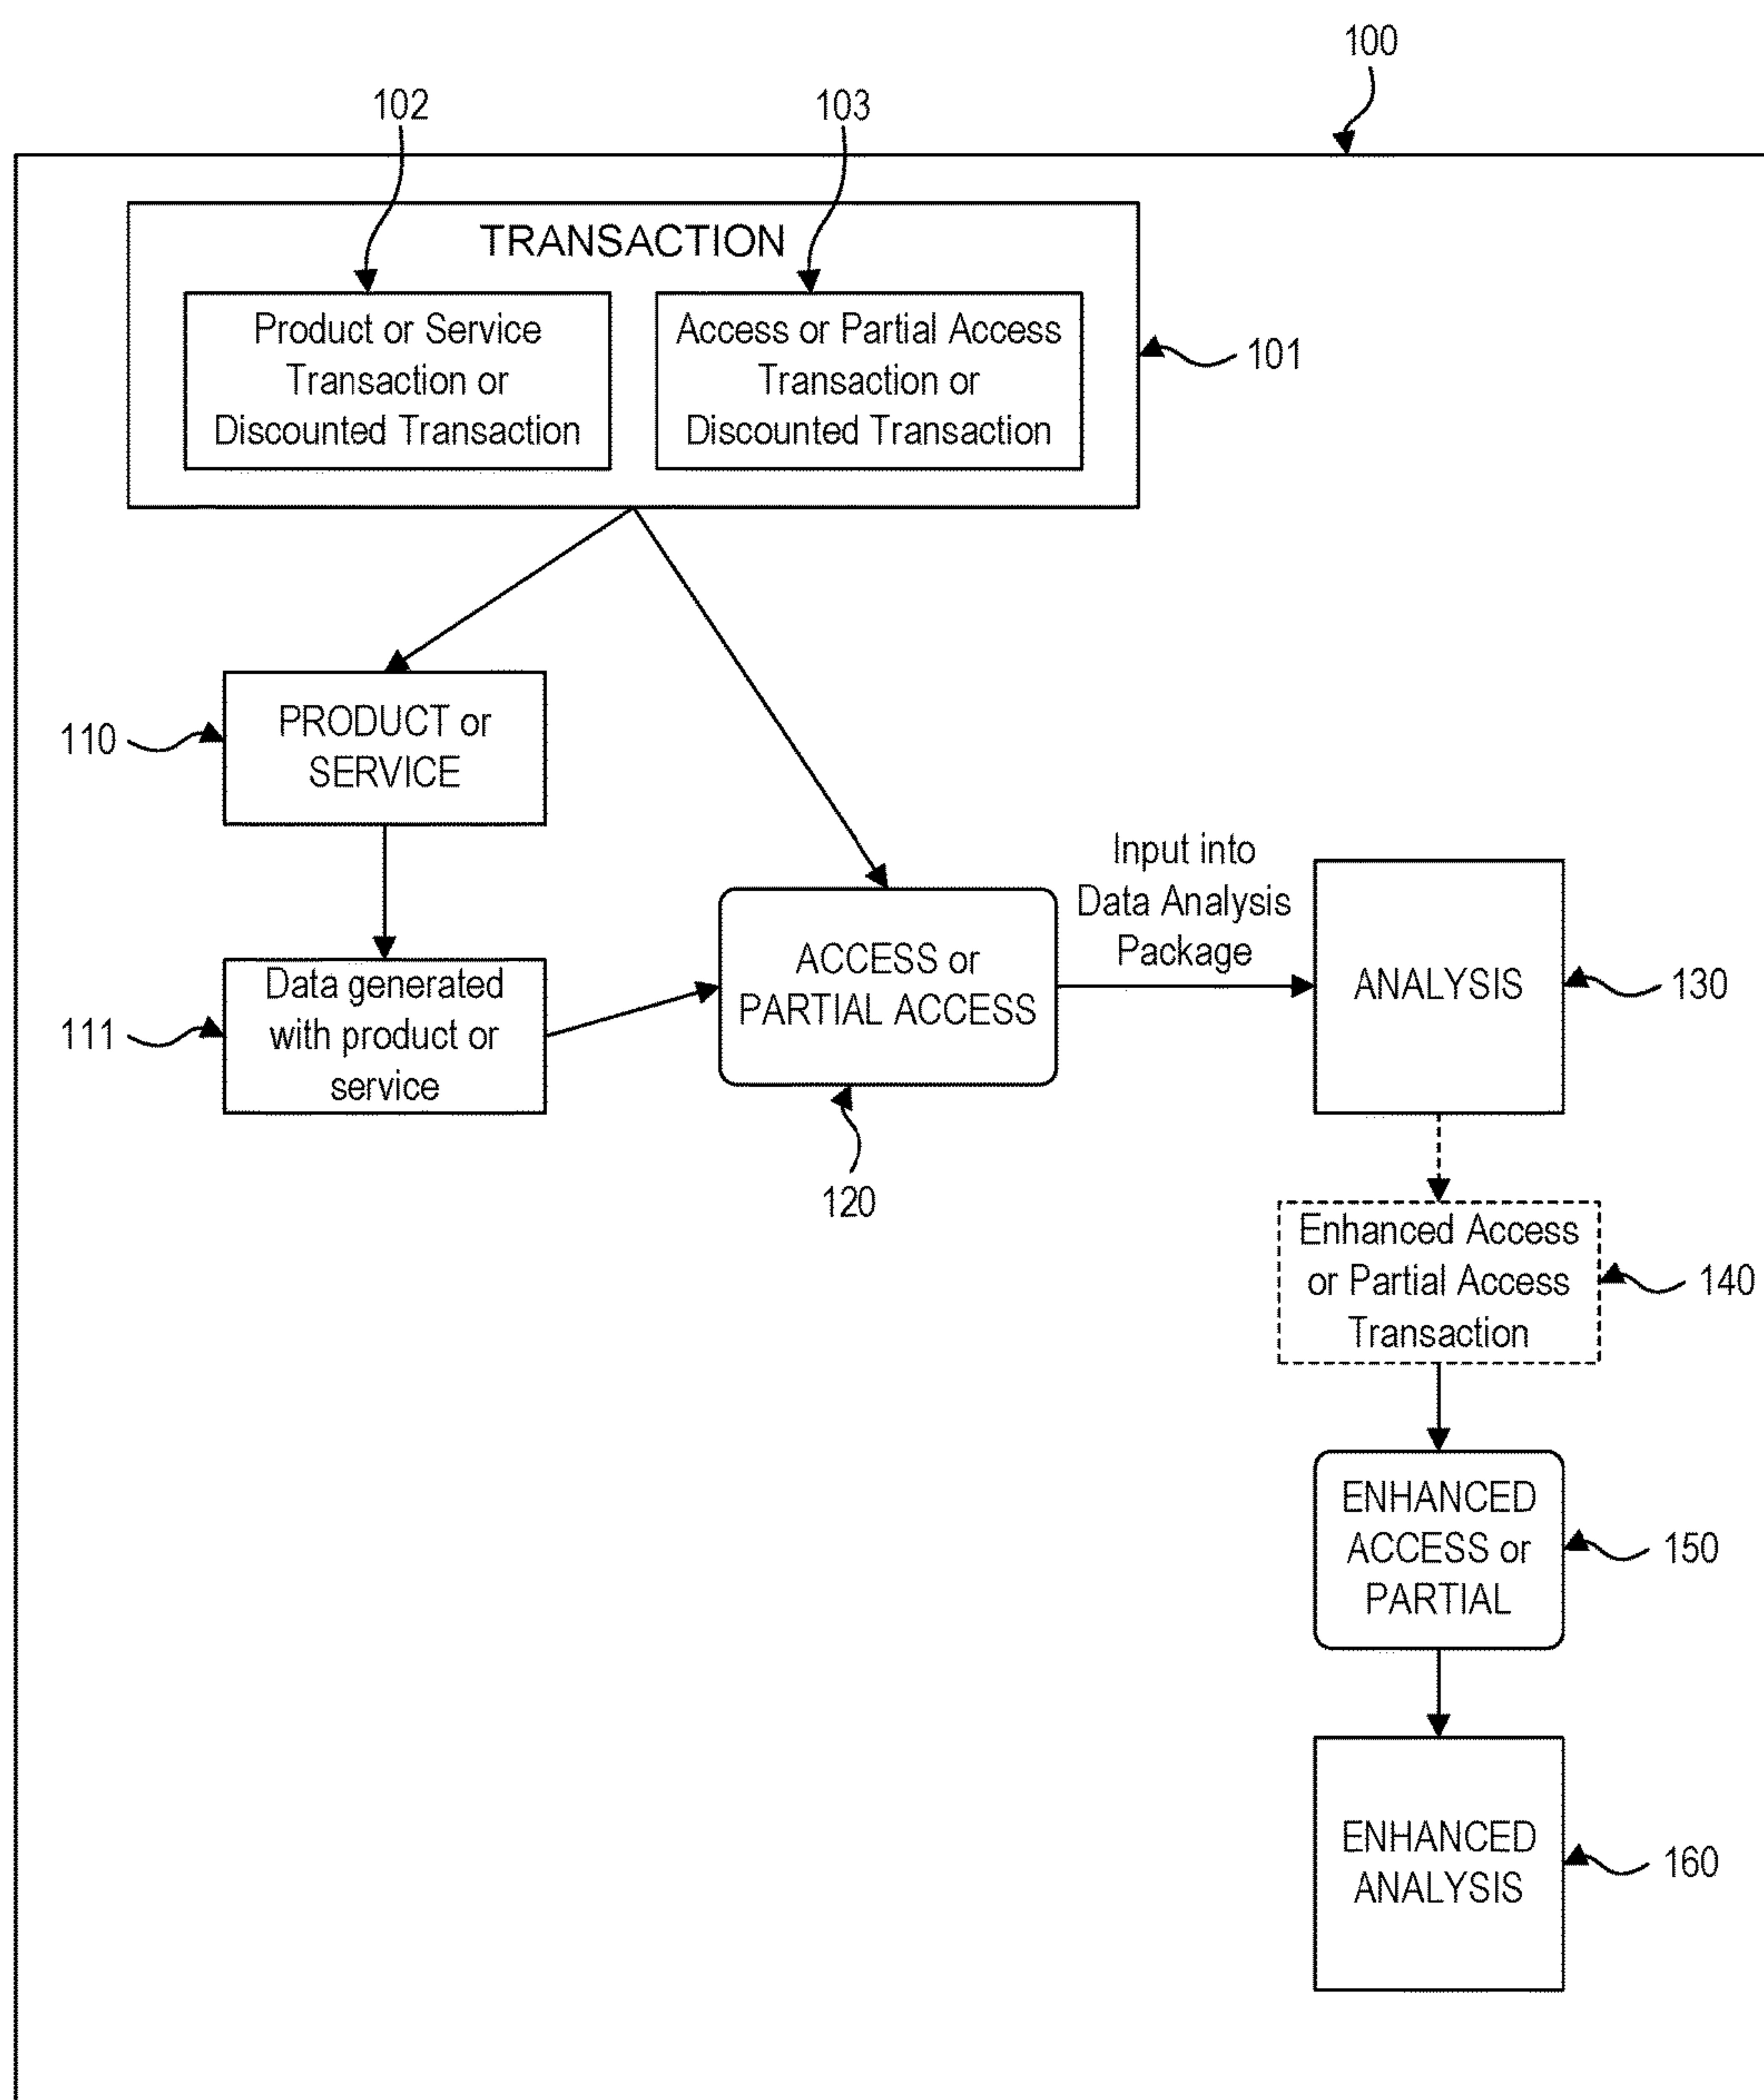 100
102
103
TRANSACTION
Product or Service
Transaction or
Discounted Transaction
Access or Partial Access
Transaction or
Discounted Transaction
101
110
PRODUCT or
SERVICE
Input into
Data Analysis
Package
111
Data generated
with product or
service
ACCESS or
PARTIAL ACCESS
120
ANALYSIS
130
Enhanced Access
or Partial Access
Transaction
140
ENHANCED
ACCESS or
PARTIAL
150
ENHANCED
ANALYSIS
160